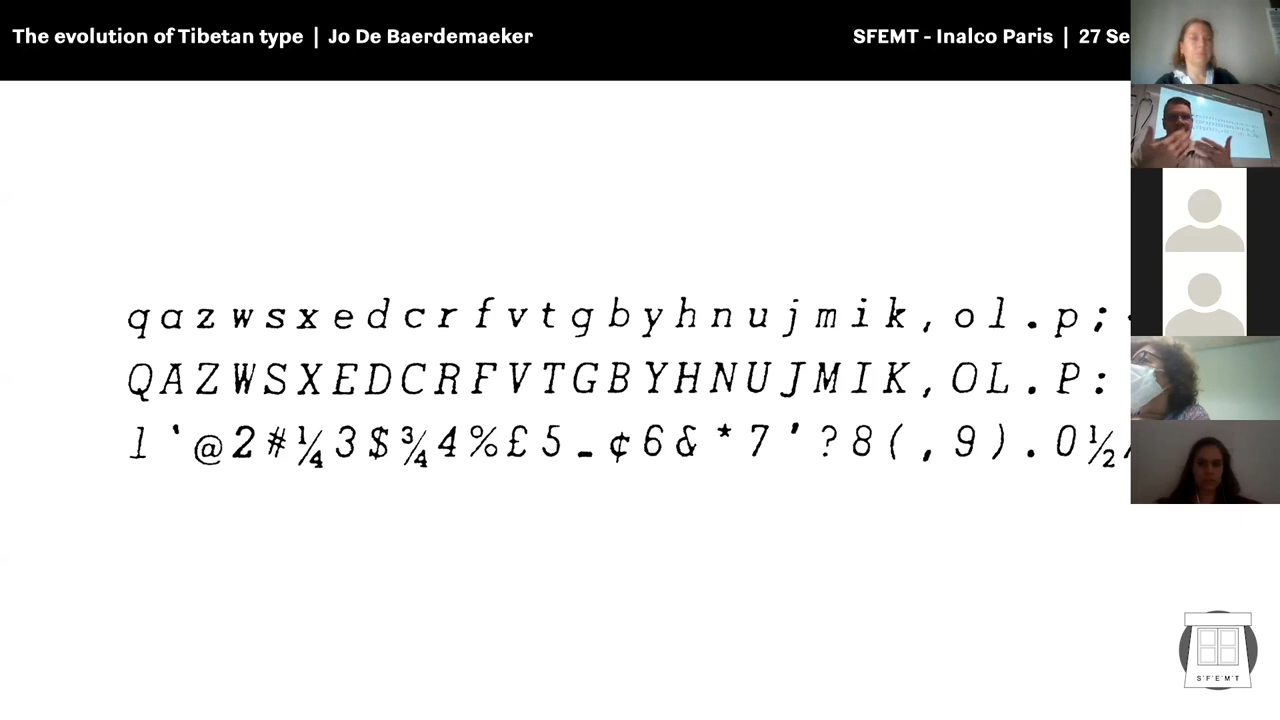 The evolution of Tibetan type | Jo De Baerdemaeker
SFEMT - Inalco Paris | 27 Se
q a z w s x e d c r f v t g b y h n u j m i k , o l . p ;
Q A Z W S X E D C R F V T G B Y H N U J M I K , O L . P :
1 ‘ @ 2 # ¼ 3 $ ¾ 4 % £ 5 - ¢ 6 & * 7 ' ? 8 ( , 9 ) . 0 ½
S·F·E·M·T